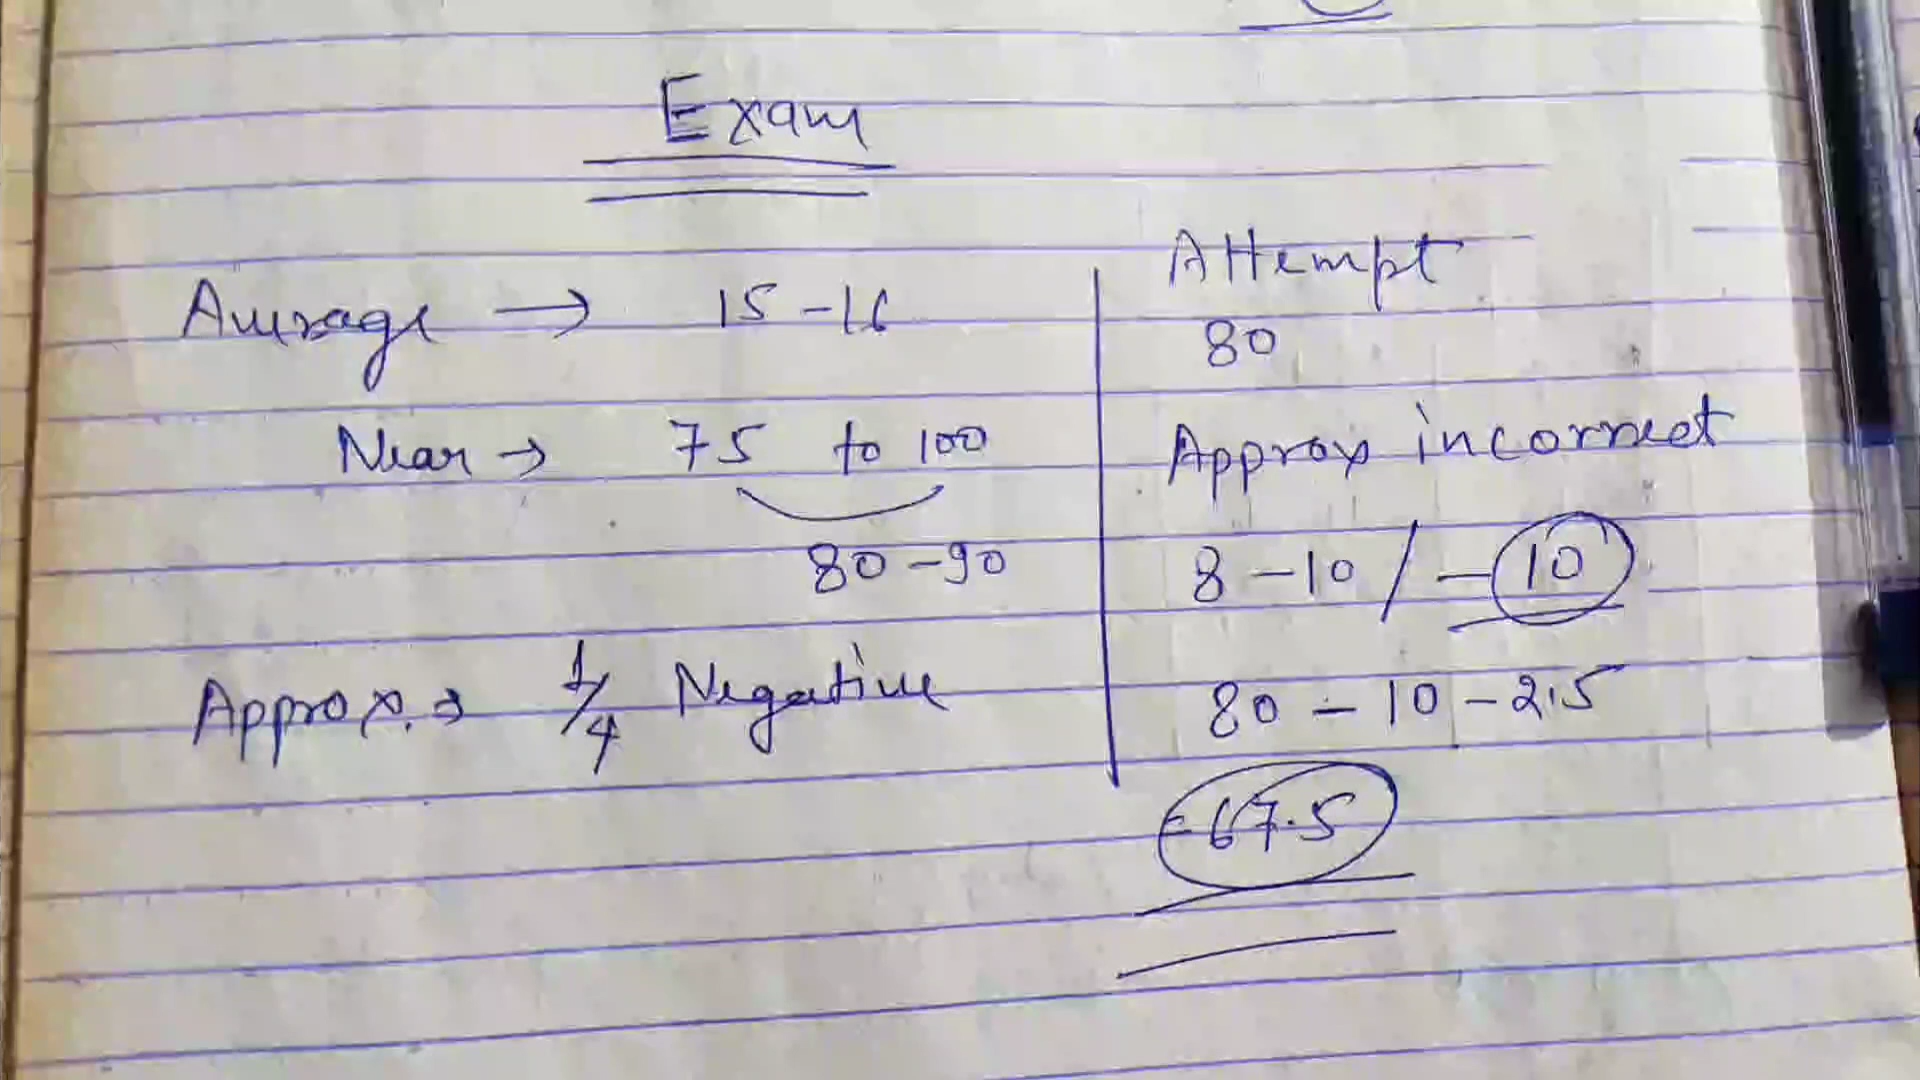 Exam
Average → 15-16
Near → 75 to 100
80-90
Approx. → 1/4 Negative
Attempt
80
Approx incorrect
8-10 / -10
80 - 10 - 2.5
= 67.5